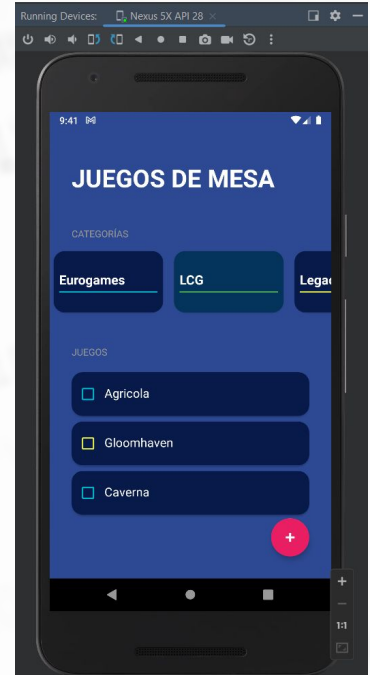 Running Devices: Nexus 5X API 28
9:41
JUEGOS DE MESA
CATEGORÍAS
Eurogames LCG Lega
JUEGOS
Agricola
Gloomhaven
Caverna
+
+
−
1:1